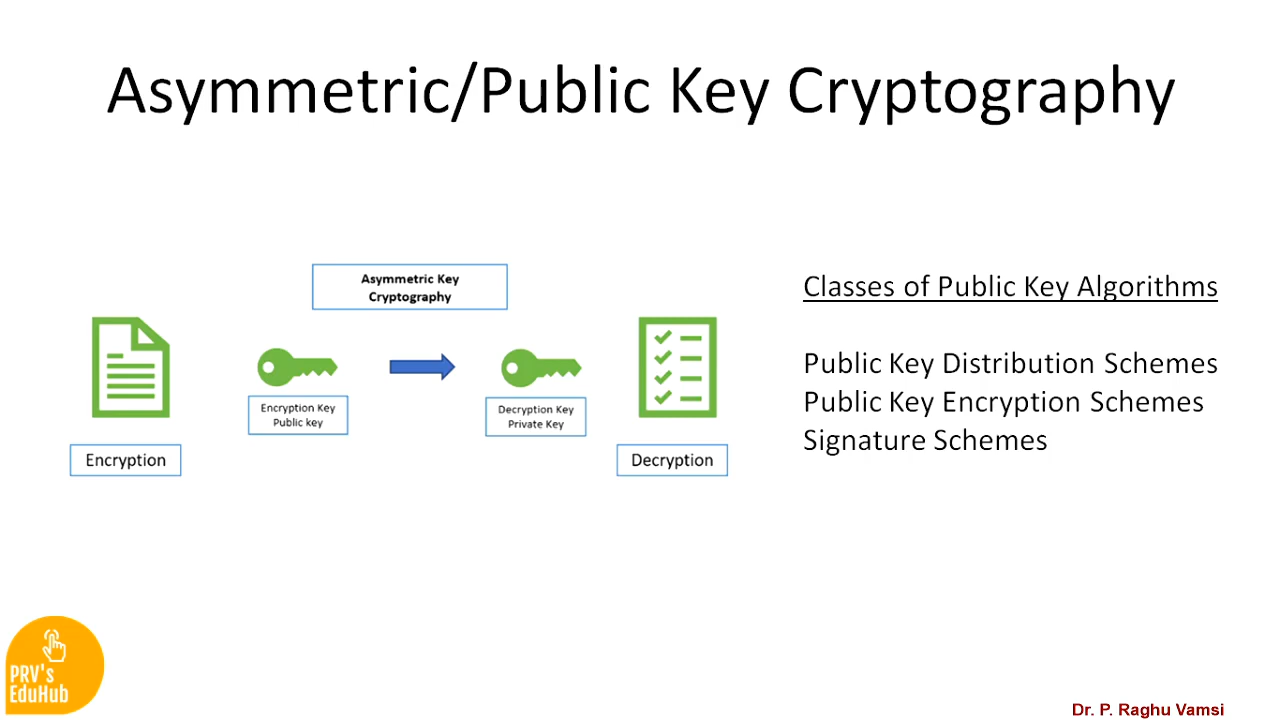 Asymmetric/Public Key Cryptography
Asymmetric Key
Cryptography
Encryption Key
Public key
Decryption Key
Private Key
Encryption
Decryption
Classes of Public Key Algorithms
Public Key Distribution Schemes
Public Key Encryption Schemes
Signature Schemes
PRV's
EduHub
Dr. P. Raghu Vamsi